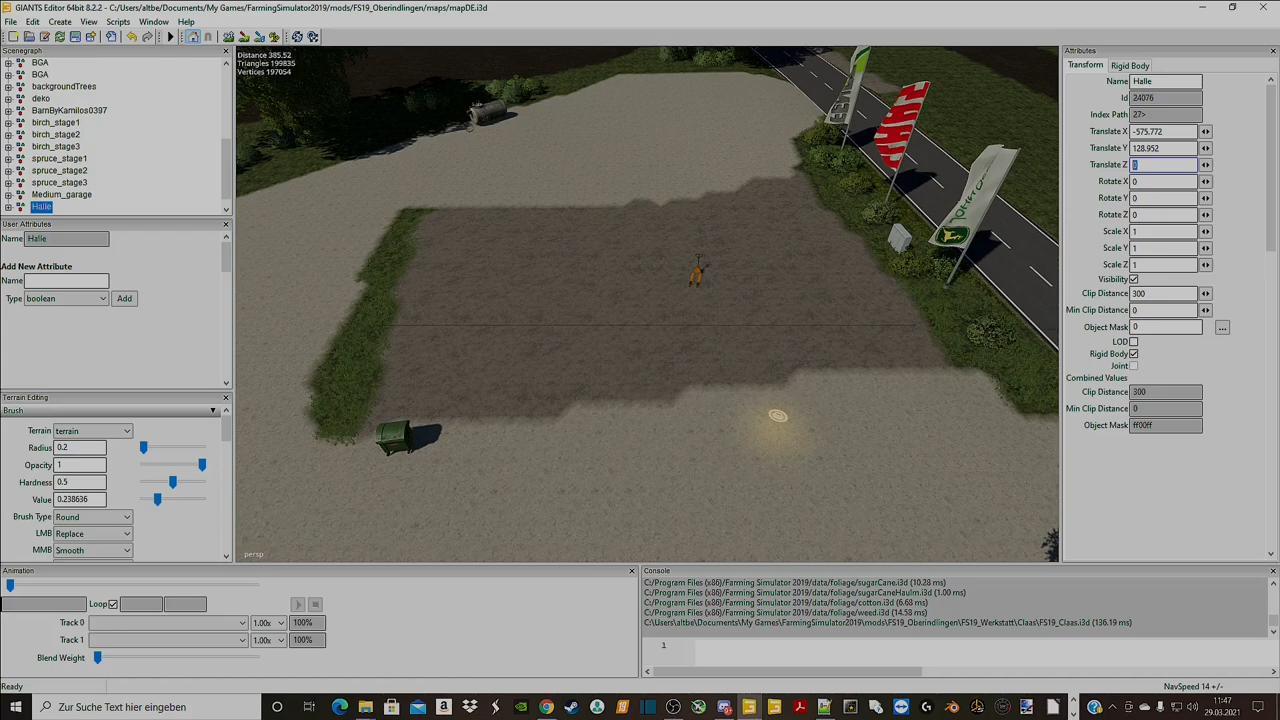 GIANTS Editor 64bit 8.2.2 - C:/Users/altbe/Documents/My Games/FarmingSimulator2019/mods/FS19_Oberindlingen/maps/mapDE.i3d
File Edit Create View Scripts Window Help
Scenegraph
BGA
BGA
backgroundTrees
deko
BarnByKamilos0397
birch_stage1
birch_stage2
birch_stage3
spruce_stage1
spruce_stage2
spruce_stage3
Medium_garage
Halle
User Attributes
Name Halle
Add New Attribute
Name
Type boolean Add
Terrain Editing
Brush
Terrain: terrain
Radius 0.2
Opacity 1
Hardness 0.5
Value 0.238636
Brush Type Round
LMB Replace
MMB Smooth
Distance 385.52
Triangles 199835
Vertices 197054
persp
Attributes
Transform Rigid Body
Name Halle
Id 24076
Index Path 27>
Translate X -575.772
Translate Y 128.952
Translate Z 0
Rotate X 0
Rotate Y 0
Rotate Z 0
Scale X 1
Scale Y 1
Scale Z 1
Visibility
Clip Distance 300
Min Clip Distance 0
Object Mask 0 ...
LOD
Rigid Body
Joint
Combined Values
Clip Distance 300
Min Clip Distance 0
Object Mask ff00ff
Animation
Loop
Track 0 1.00x 100%
Track 1 1.00x 100%
Blend Weight
Console
C:/Program Files (x86)/Farming Simulator 2019/data/foliage/sugarCane.i3d (10.28 ms)
C:/Program Files (x86)/Farming Simulator 2019/data/foliage/sugarCaneHaulm.i3d (1.00 ms)
C:/Program Files (x86)/Farming Simulator 2019/data/foliage/cotton.i3d (6.68 ms)
C:/Program Files (x86)/Farming Simulator 2019/data/foliage/weed.i3d (14.53 ms)
C:\Users\altbe\Documents\My Games\FarmingSimulator2019\mods\FS19_Oberindlingen\FS19_Werkstatt\Claas\FS19_Claas.i3d (136.19 ms)
1
Ready
NavSpeed 14 +/-
Zur Suche Text hier eingeben
11:47
29.03.2021